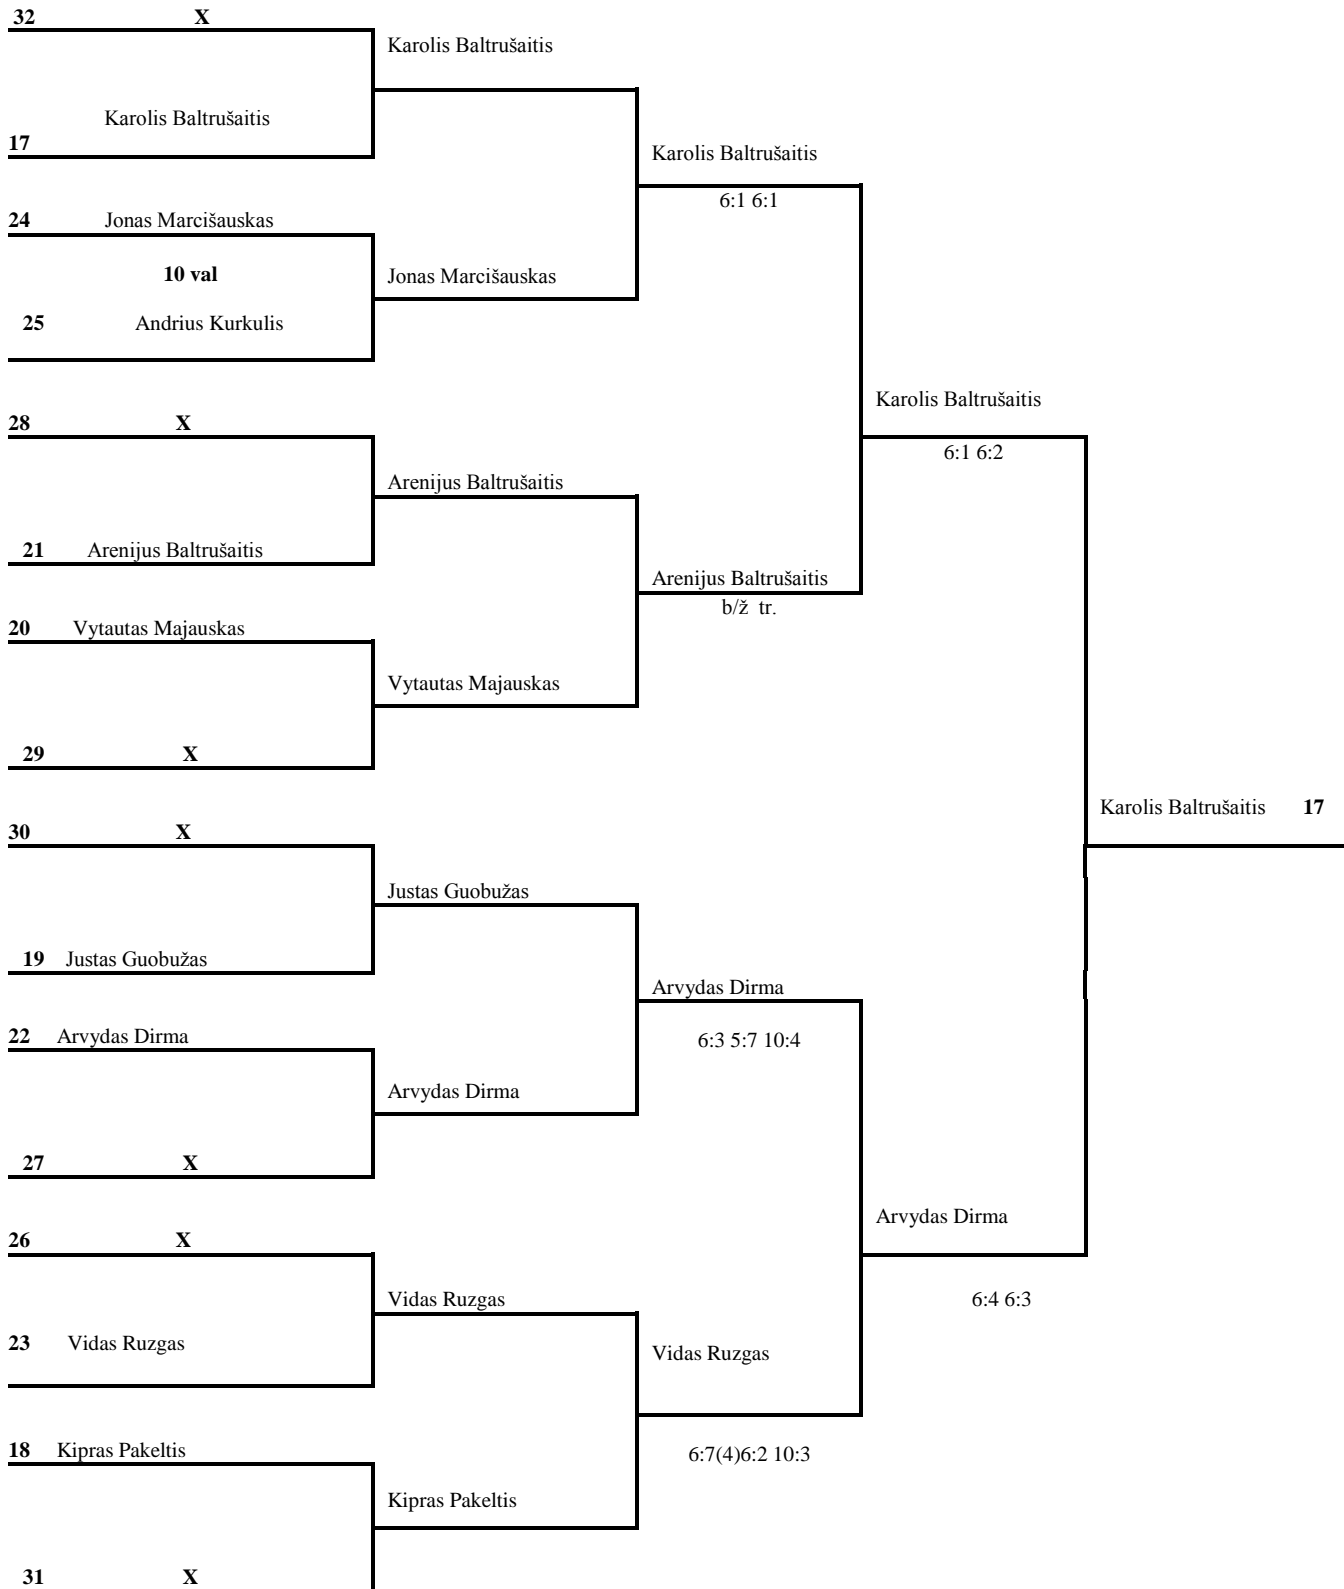 32 X
Karolis Baltrušaitis
Karolis Baltrušaitis
17
Karolis Baltrušaitis
6:1 6:1
24 Jonas Marcišauskas
10 val
Jonas Marcišauskas
25 Andrius Kurkulis
Karolis Baltrušaitis
6:1 6:2
28 X
Arenijus Baltrušaitis
21 Arenijus Baltrušaitis
Arenijus Baltrušaitis
b/ž tr.
20 Vytautas Majauskas
Vytautas Majauskas
29 X
Karolis Baltrušaitis 17
30 X
Justas Guobužas
19 Justas Guobužas
Arvydas Dirma
6:3 5:7 10:4
22 Arvydas Dirma
Arvydas Dirma
27 X
Arvydas Dirma
6:4 6:3
26 X
Vidas Ruzgas
23 Vidas Ruzgas
Vidas Ruzgas
6:7(4)6:2 10:3
18 Kipras Pakeltis
Kipras Pakeltis
31 X